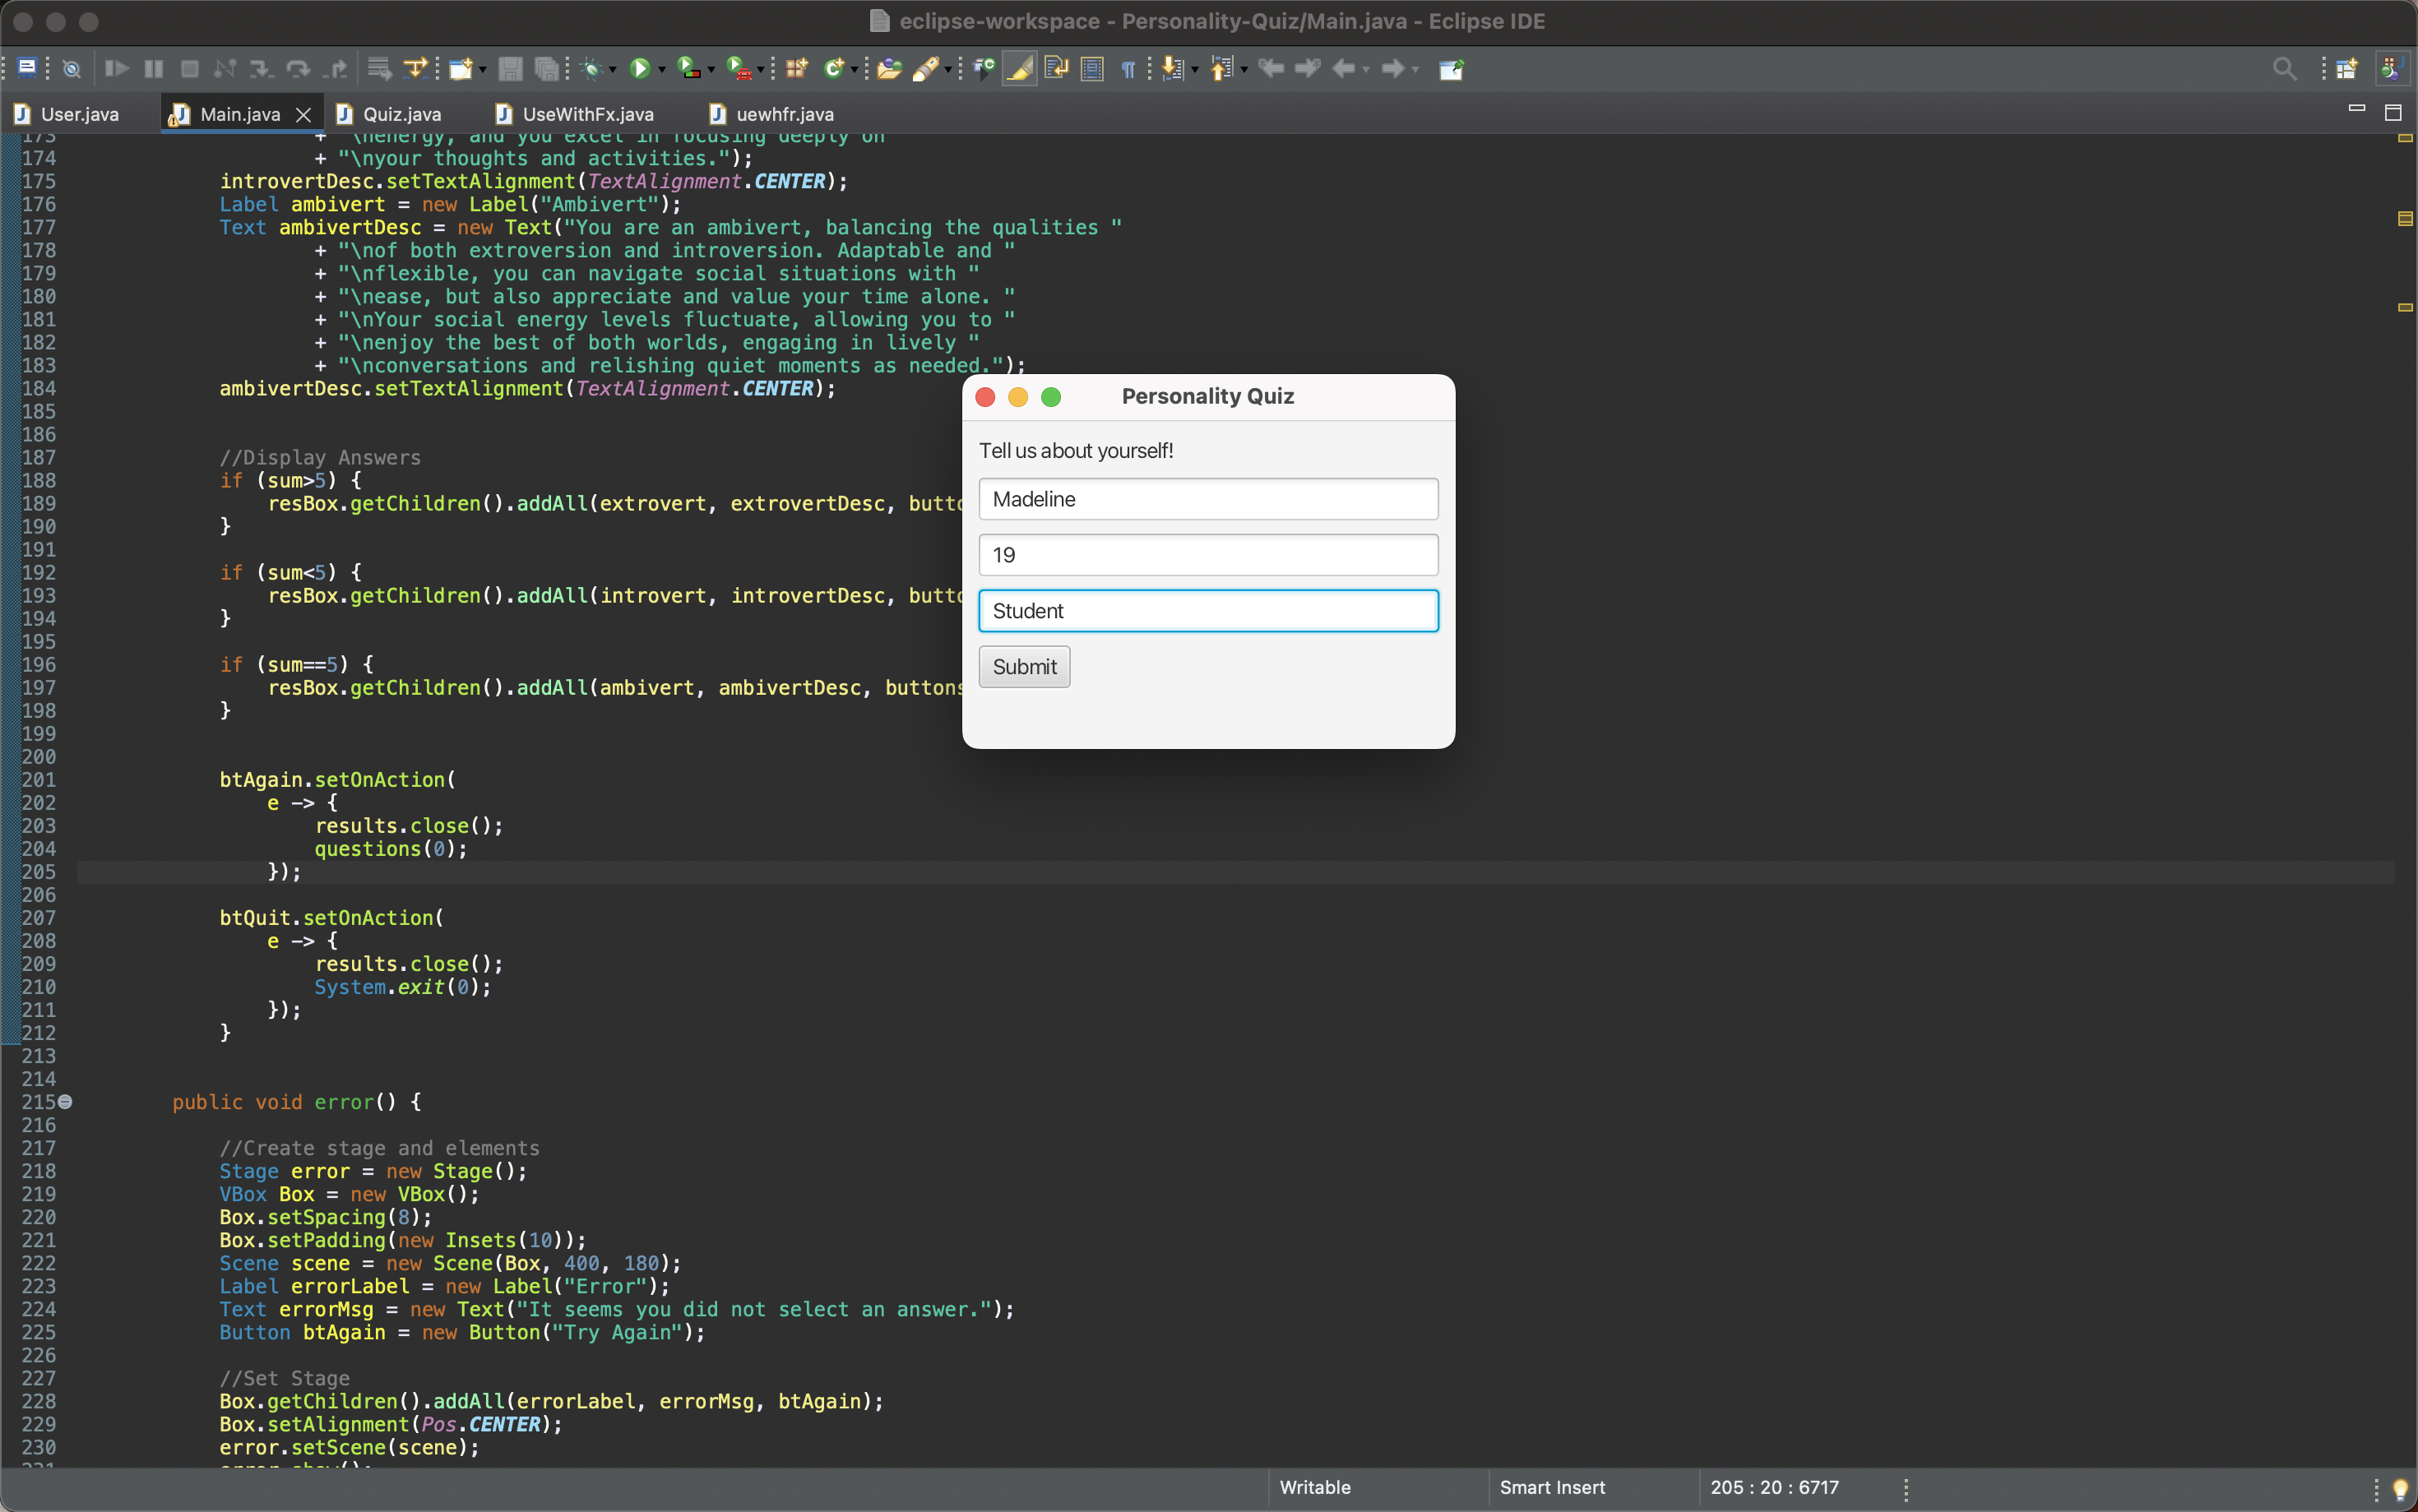 eclipse-workspace - Personality-Quiz/Main.java - Eclipse IDE
User.java
Main.java
Quiz.java
UseWithFx.java
uewhfr.java
173 + "\nenergy, and you excel in focusing deeply on
174 + "\nyour thoughts and activities.");
175 introvertDesc.setTextAlignment(TextAlignment.CENTER);
176 Label ambivert = new Label("Ambivert");
177 Text ambivertDesc = new Text("You are an ambivert, balancing the qualities "
178 + "\nof both extroversion and introversion. Adaptable and "
179 + "\nflexible, you can navigate social situations with "
180 + "\nease, but also appreciate and value your time alone. "
181 + "\nYour social energy levels fluctuate, allowing you to "
182 + "\nenjoy the best of both worlds, engaging in lively "
183 + "\nconversations and relishing quiet moments as needed.");
184 ambivertDesc.setTextAlignment(TextAlignment.CENTER);
185
186
187 //Display Answers
188 if (sum>5) {
189 resBox.getChildren().addAll(extrovert, extrovertDesc, butto
190 }
191
192 if (sum<5) {
193 resBox.getChildren().addAll(introvert, introvertDesc, butto
194 }
195
196 if (sum==5) {
197 resBox.getChildren().addAll(ambivert, ambivertDesc, buttons
198 }
199
200
201 btAgain.setOnAction(
202 e -> {
203 results.close();
204 questions(0);
205 });
206
207 btQuit.setOnAction(
208 e -> {
209 results.close();
210 System.exit(0);
211 });
212 }
213
214
215 public void error() {
216
217 //Create stage and elements
218 Stage error = new Stage();
219 VBox Box = new VBox();
220 Box.setSpacing(8);
221 Box.setPadding(new Insets(10));
222 Scene scene = new Scene(Box, 400, 180);
223 Label errorLabel = new Label("Error");
224 Text errorMsg = new Text("It seems you did not select an answer.");
225 Button btAgain = new Button("Try Again");
226
227 //Set Stage
228 Box.getChildren().addAll(errorLabel, errorMsg, btAgain);
229 Box.setAlignment(Pos.CENTER);
230 error.setScene(scene);
231 error.show();
Personality Quiz
Tell us about yourself!
Madeline
19
Student
Submit
Writable
Smart Insert
205 : 20 : 6717